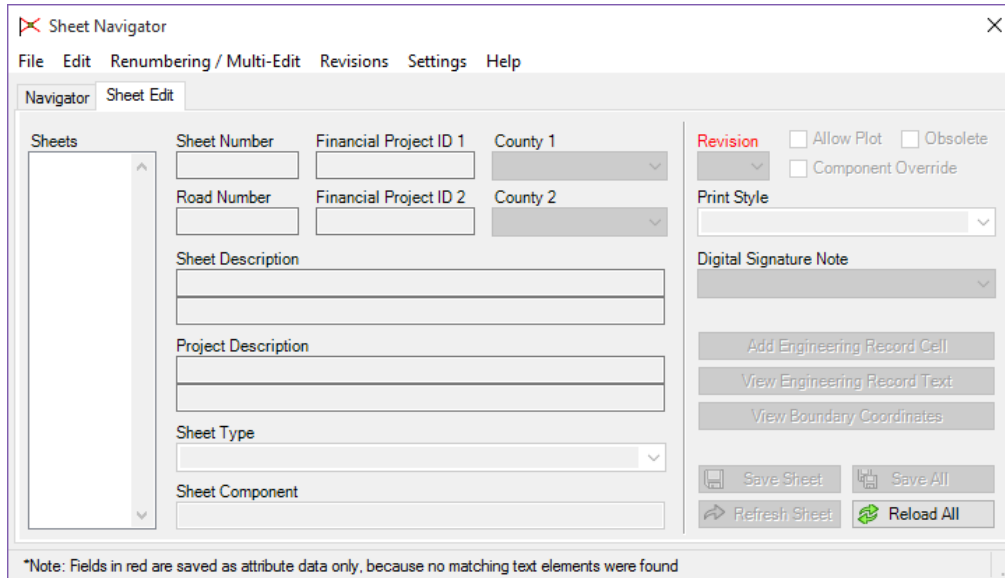 Sheet Navigator
File Edit Renumbering / Multi-Edit Revisions Settings Help
Navigator Sheet Edit
Sheets
Sheet Number Financial Project ID 1 County 1
Road Number Financial Project ID 2 County 2
Sheet Description
Project Description
Sheet Type
Sheet Component
Revision Allow Plot Obsolete
Component Override
Print Style
Digital Signature Note
Add Engineering Record Cell
View Engineering Record Text
View Boundary Coordinates
Save Sheet Save All
Refresh Sheet Reload All
*Note: Fields in red are saved as attribute data only, because no matching text elements were found